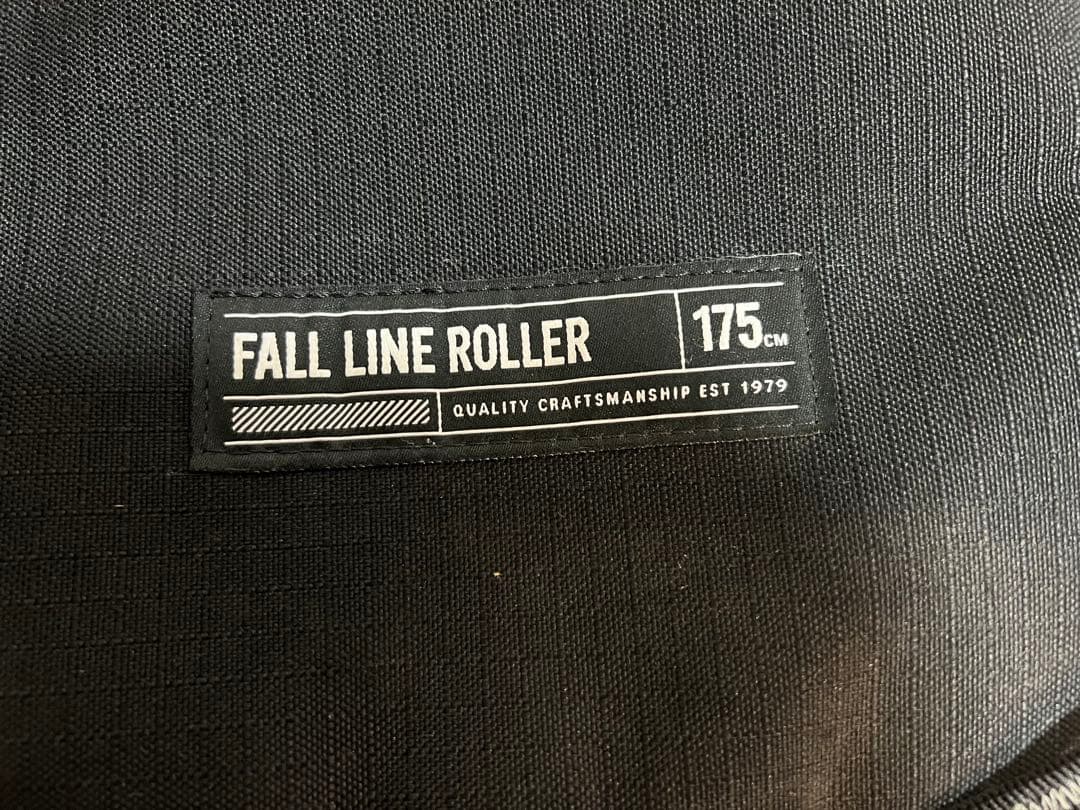 FALL LINE ROLLER 175CM
QUALITY CRAFTSMANSHIP EST 1979